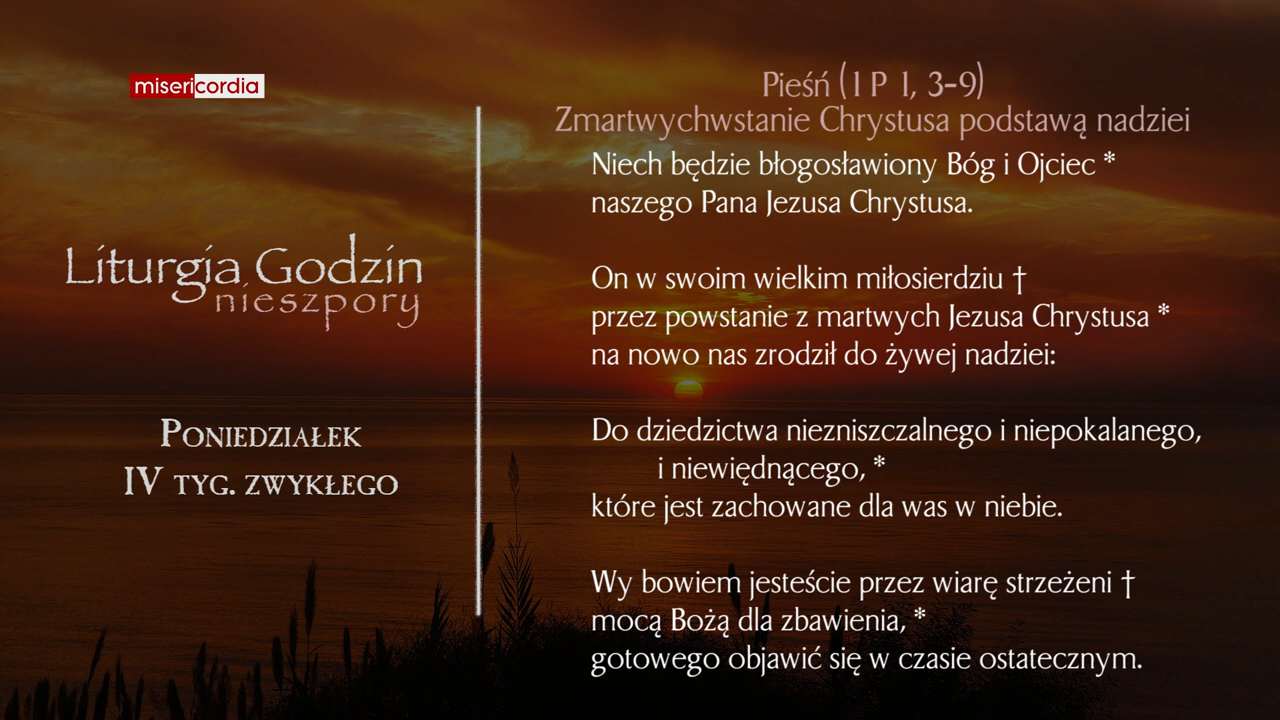 misericordia
Liturgia Godzin
nieszpory
Poniedziałek
IV tyg. zwykłego
Pieśń (1 P 1, 3-9)
Zmartwychwstanie Chrystusa podstawą nadziei
Niech będzie błogosławiony Bóg i Ojciec *
naszego Pana Jezusa Chrystusa.
On w swoim wielkim miłosierdziu †
przez powstanie z martwych Jezusa Chrystusa *
na nowo nas zrodził do żywej nadziei:
Do dziedzictwa niezniszczalnego i niepokalanego,
i niewiędnącego, *
które jest zachowane dla was w niebie.
Wy bowiem jesteście przez wiarę strzeżeni †
mocą Bożą dla zbawienia, *
gotowego objawić się w czasie ostatecznym.